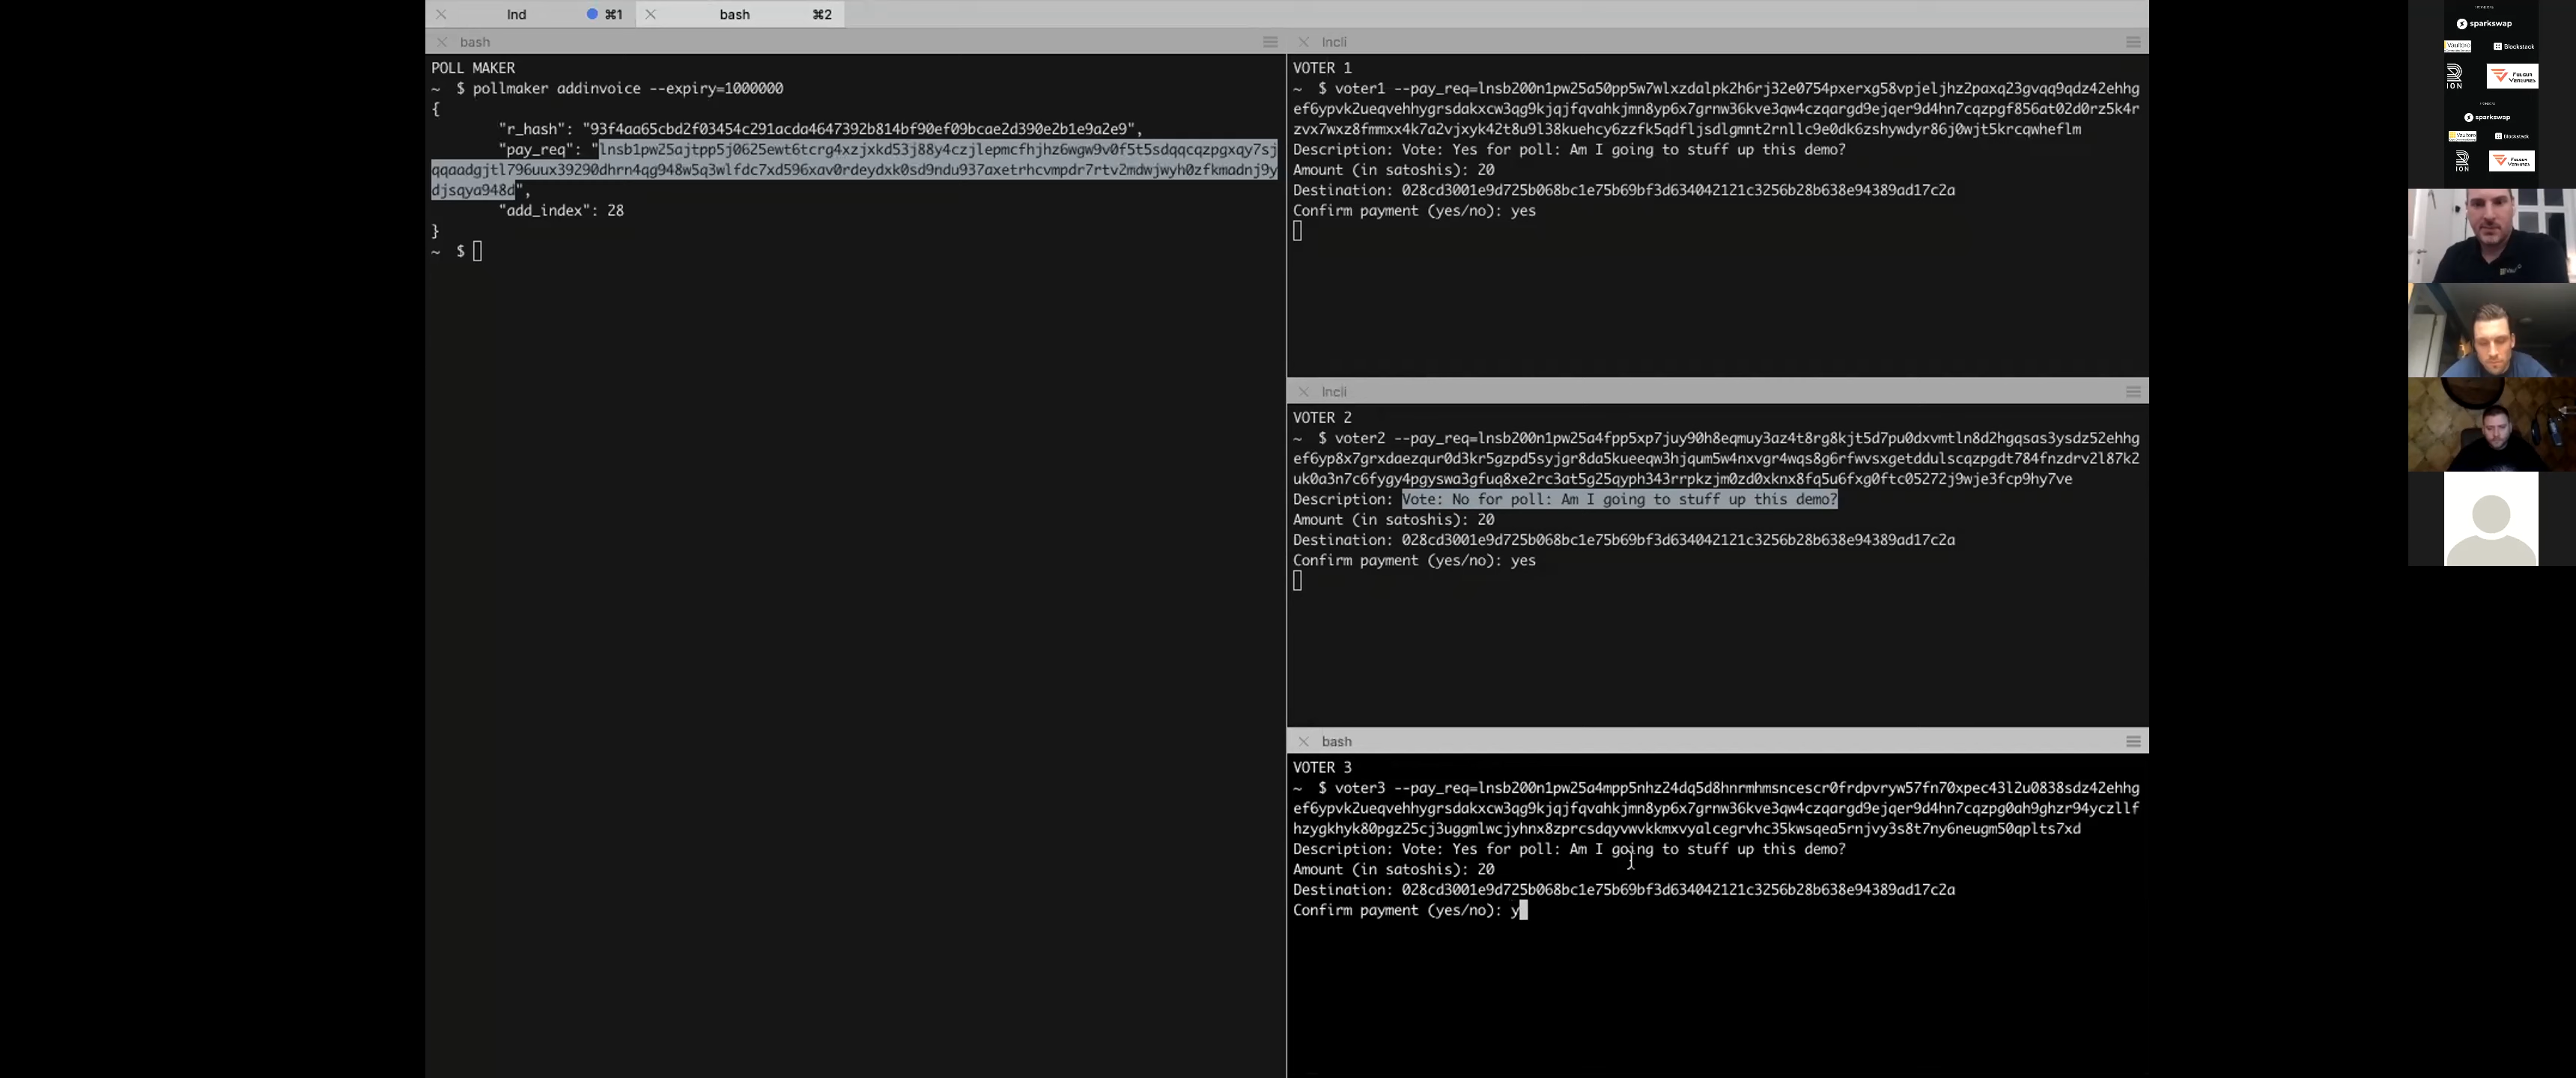 lnd ⌘1 bash ⌘2
bash
POLL MAKER
~ $ pollmaker addinvoice --expiry=1000000
{
"r_hash": "93f4aa65cbd2f03454c291acda4647392b814bf90ef09bcae2d390e2b1e9a2e9",
"pay_req": "lnsb1pw25ajtpp5j0625ewt6tcrg4xzjxkd53j88y4czjlepmcfhjhz6wgw9v0f5t5sdqqcqzpgxqy7sj
qqaadgjtl796uux39290dhrn4qg948w5q3wlfdc7xd596xav0rdeydxk0sd9ndu937axetrhcvmpdr7rtv2mdwjwyh0zfkmadnj9y
djsqya948d",
"add_index": 28
}
~ $
lncli
VOTER 1
~ $ voter1 --pay_req=lnsb200n1pw25a50pp5w7wlxzdalpk2h6rj32e0754pxerxg58vpjeljhz2paxq23gvqq9qdz42ehhg
ef6ypvk2ueqvehhygrsdakxcw3qg9kjqjfqvahkjmn8yp6x7grnw36kve3qw4czqargd9ejqer9d4hn7cqzpgf856at02d0rz5k4r
zvx7wxz8fmmxx4k7a2vjxyk42t8u9l38kuehcy6zzfk5qdfljsdlgmnt2rnllc9e0dk6zshywdyr86j0wjt5krcqwheflm
Description: Vote: Yes for poll: Am I going to stuff up this demo?
Amount (in satoshis): 20
Destination: 028cd3001e9d725b068bc1e75b69bf3d634042121c3256b28b638e94389ad17c2a
Confirm payment (yes/no): yes
lncli
VOTER 2
~ $ voter2 --pay_req=lnsb200n1pw25a4fpp5xp7juy90h8eqmuy3az4t8rg8kjt5d7pu0dxvmtln8d2hgqsas3ysdz52ehhg
ef6yp8x7grxdaezqur0d3kr5gzpd5syjgr8da5kueeqw3hjqum5w4nxvgr4wqs8g6rfwvsxgetddulscqzpgdt784fnzdrv2l87k2
uk0a3n7c6fygy4pgyswa3gfuq8xe2rc3at5g25qyph343rrpkzjm0zd0xknx8fq5u6fxg0ftc05272j9wje3fcp9hy7ve
Description: Vote: No for poll: Am I going to stuff up this demo?
Amount (in satoshis): 20
Destination: 028cd3001e9d725b068bc1e75b69bf3d634042121c3256b28b638e94389ad17c2a
Confirm payment (yes/no): yes
bash
VOTER 3
~ $ voter3 --pay_req=lnsb200n1pw25a4mpp5nhz24dq5d8hnrmhmsncescr0frdpvryw57fn70xpec43l2u0838sdz42ehhg
ef6ypvk2ueqvehhygrsdakxcw3qg9kjqjfqvahkjmn8yp6x7grnw36kve3qw4czqargd9ejqer9d4hn7cqzpg0ah9ghzr94yczllf
hzygkhyk80pgz25cj3uggmlwcjyhnx8zprcsdqyvwvkkmxvyalcegrvhc35kwsqea5rnjvy3s8t7ny6neugm50qplts7xd
Description: Vote: Yes for poll: Am I going to stuff up this demo?
Amount (in satoshis): 20
Destination: 028cd3001e9d725b068bc1e75b69bf3d634042121c3256b28b638e94389ad17c2a
Confirm payment (yes/no): y
sparkswap
Vaultoro Blockstack
ION FULGUR VENTURES
sparkswap
Vaultoro Blockstack
ION FULGUR VENTURES